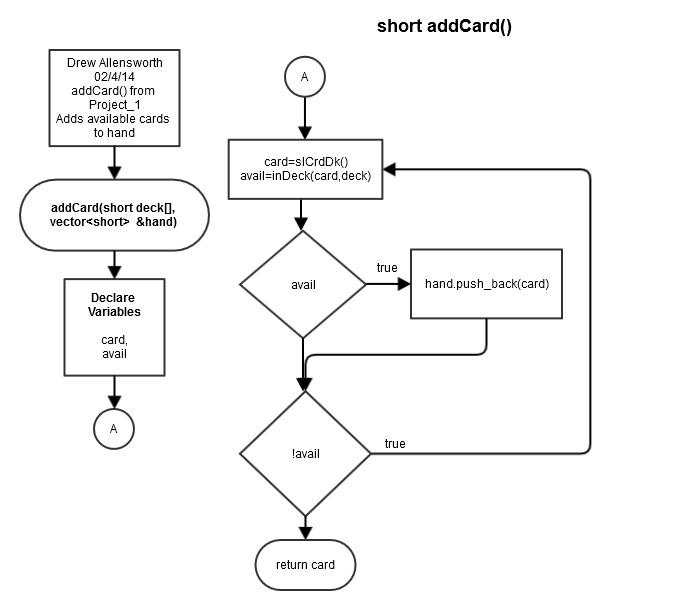 short addCard()
Drew Allensworth
02/4/14
addCard() from
Project_1
Adds available cards
to hand
addCard(short deck[],
vector<short> &hand)
Declare
Variables
card,
avail
A
A
card=slCrdDk()
avail=inDeck(card,deck)
avail
true
hand.push_back(card)
!avail
true
return card